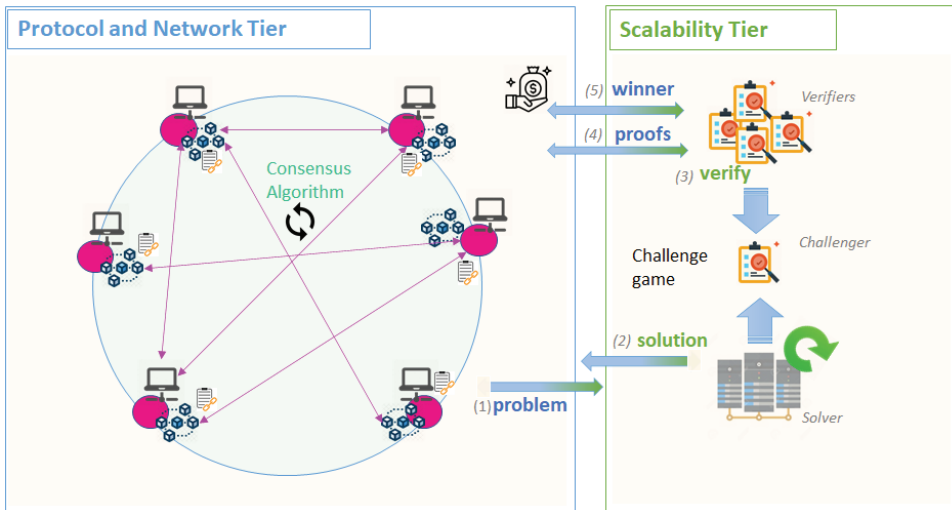 Protocol and Network Tier
Scalability Tier
(5) winner
Verifiers
(4) proofs
(3) verify
Consensus
Algorithm
Challenge
game
Challenger
(2) solution
(1) problem
Solver